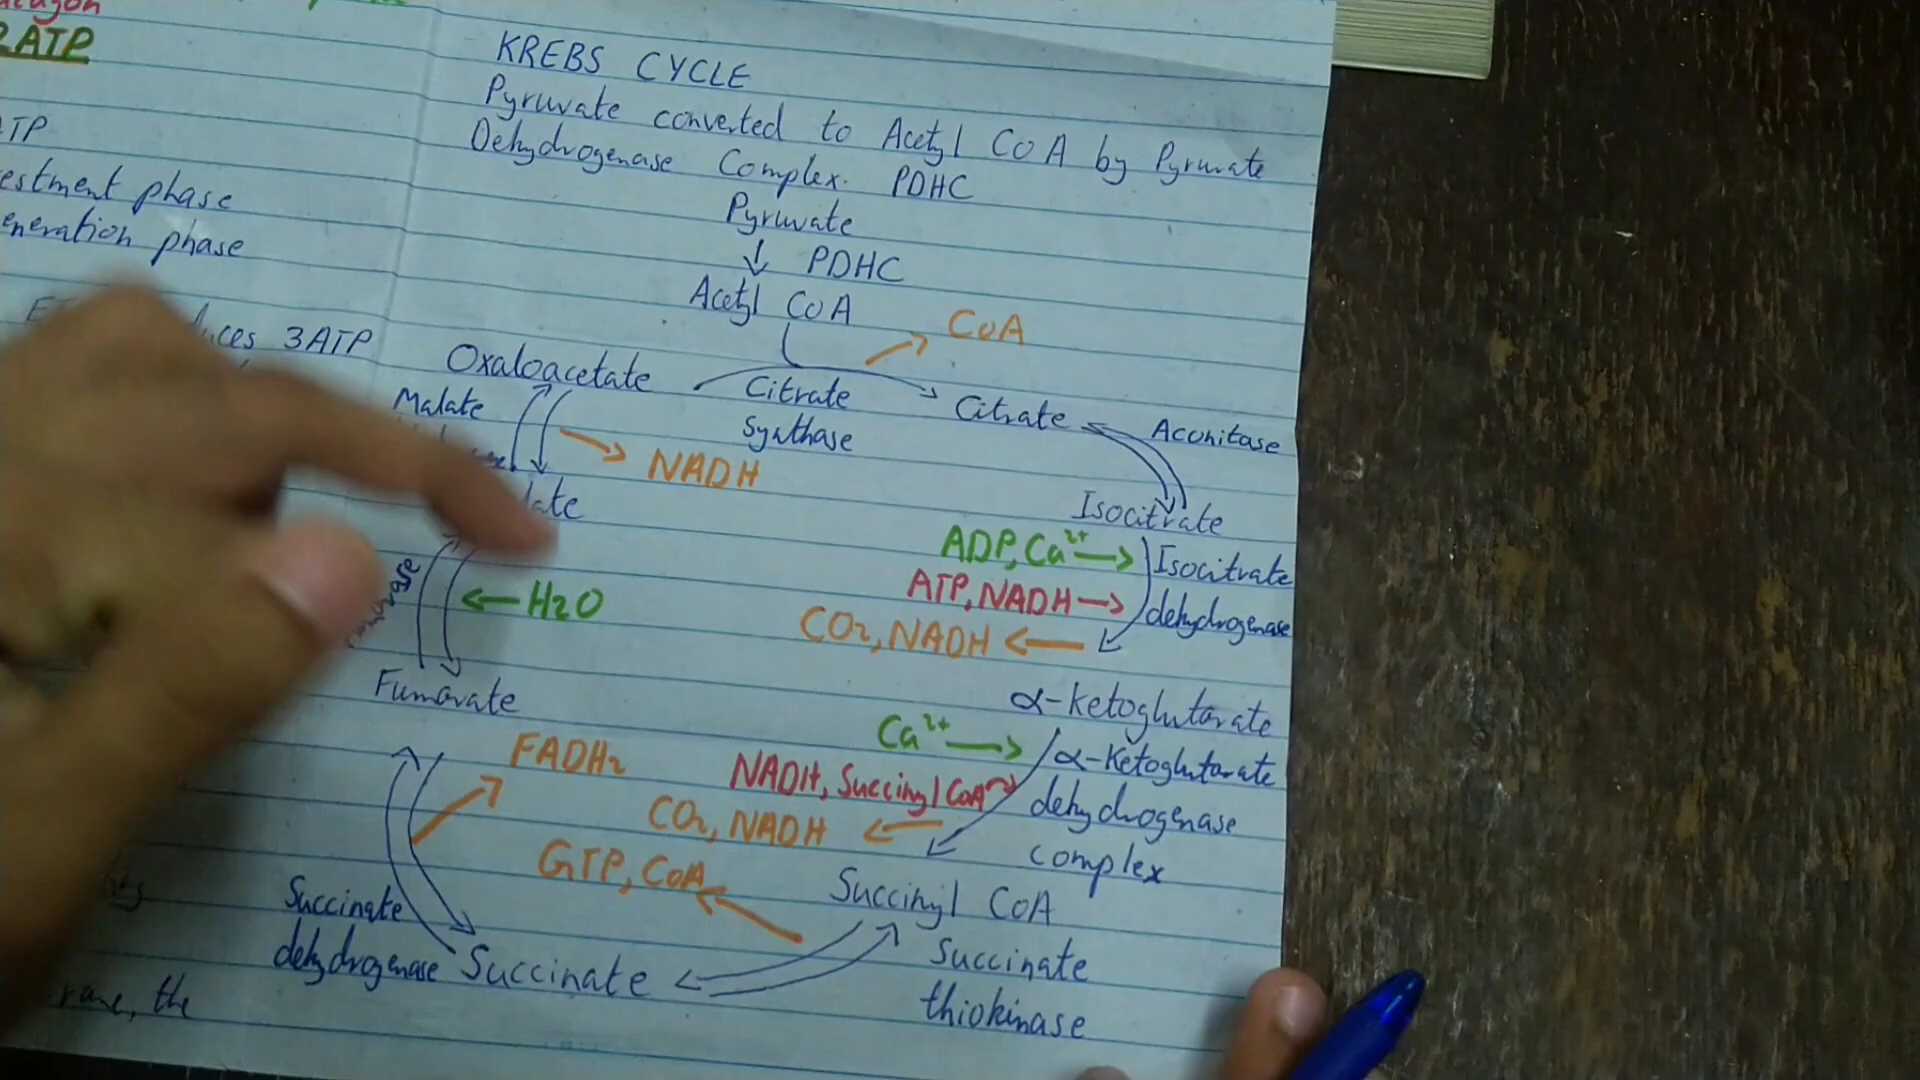 2ATP
estment phase
eneration phase
3ATP
KREBS CYCLE
Pyruvate converted to Acetyl CoA by Pyruvate
Dehydrogenase Complex. PDHC
Pyruvate
PDHC
Acetyl CoA
CoA
Oxaloacetate
Citrate
synthase
Citrate
Aconitase
Malate
NADH
late
Isocitrate
ADP, Ca²⁺
Isocitrate
ATP, NADH
dehydrogenase
CO₂, NADH
H2O
Fumarate
α-ketoglutarate
Ca²⁺
α-Ketoglutarate
FADH₂
NADH, Succinyl CoA
dehydrogenase
CO₂, NADH
complex
GTP, CoA
Succinyl CoA
Succinate
dehydrogenase
Succinate
Succinate
thiokinase
the